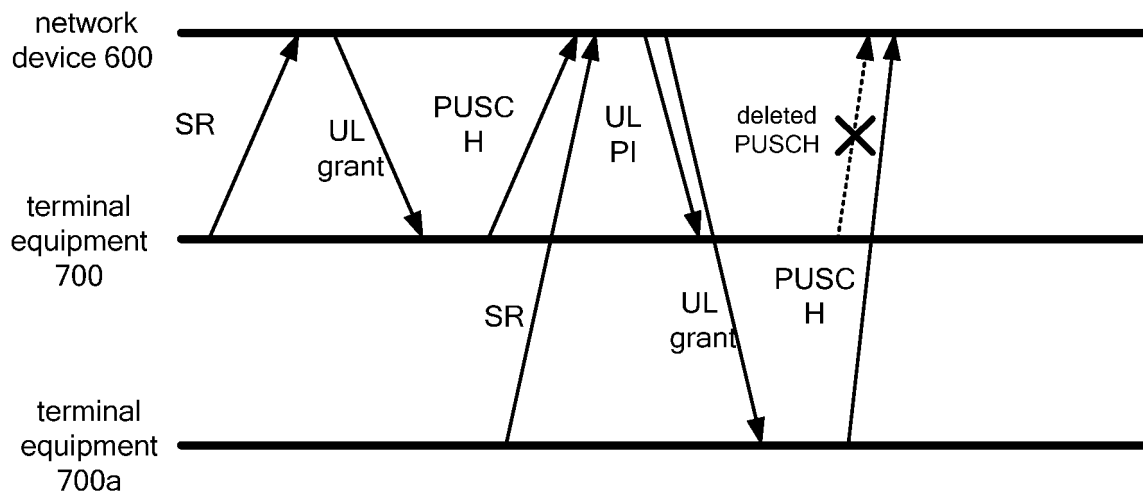 network
device 600
SR
UL
grant
PUSC
H
UL
PI
deleted
PUSCH
terminal
equipment
700
SR
UL
grant
PUSC
H
terminal
equipment
700a